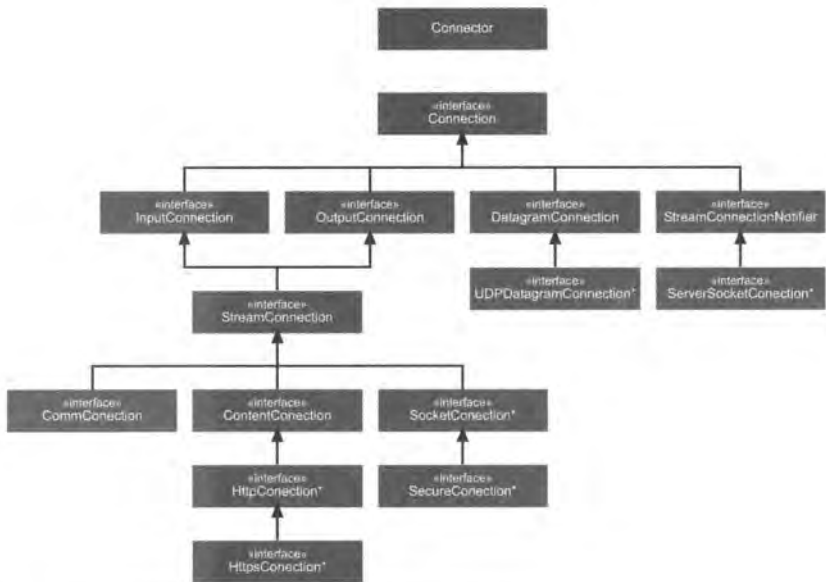 Connector
«interface»
Connection
«interface»
InputConnection
«interface»
OutputConnection
«interface»
DatagramConnection
«interface»
StreamConnectionNotifier
«interface»
UDPDatagramConnection*
«interface»
ServerSocketConection*
«interface»
StreamConnection
«interface»
CommConection
«interface»
ContentConection
«interface»
SocketConection*
«interface»
HttpConection*
«interface»
SecureConection*
«interface»
HttpsConection*